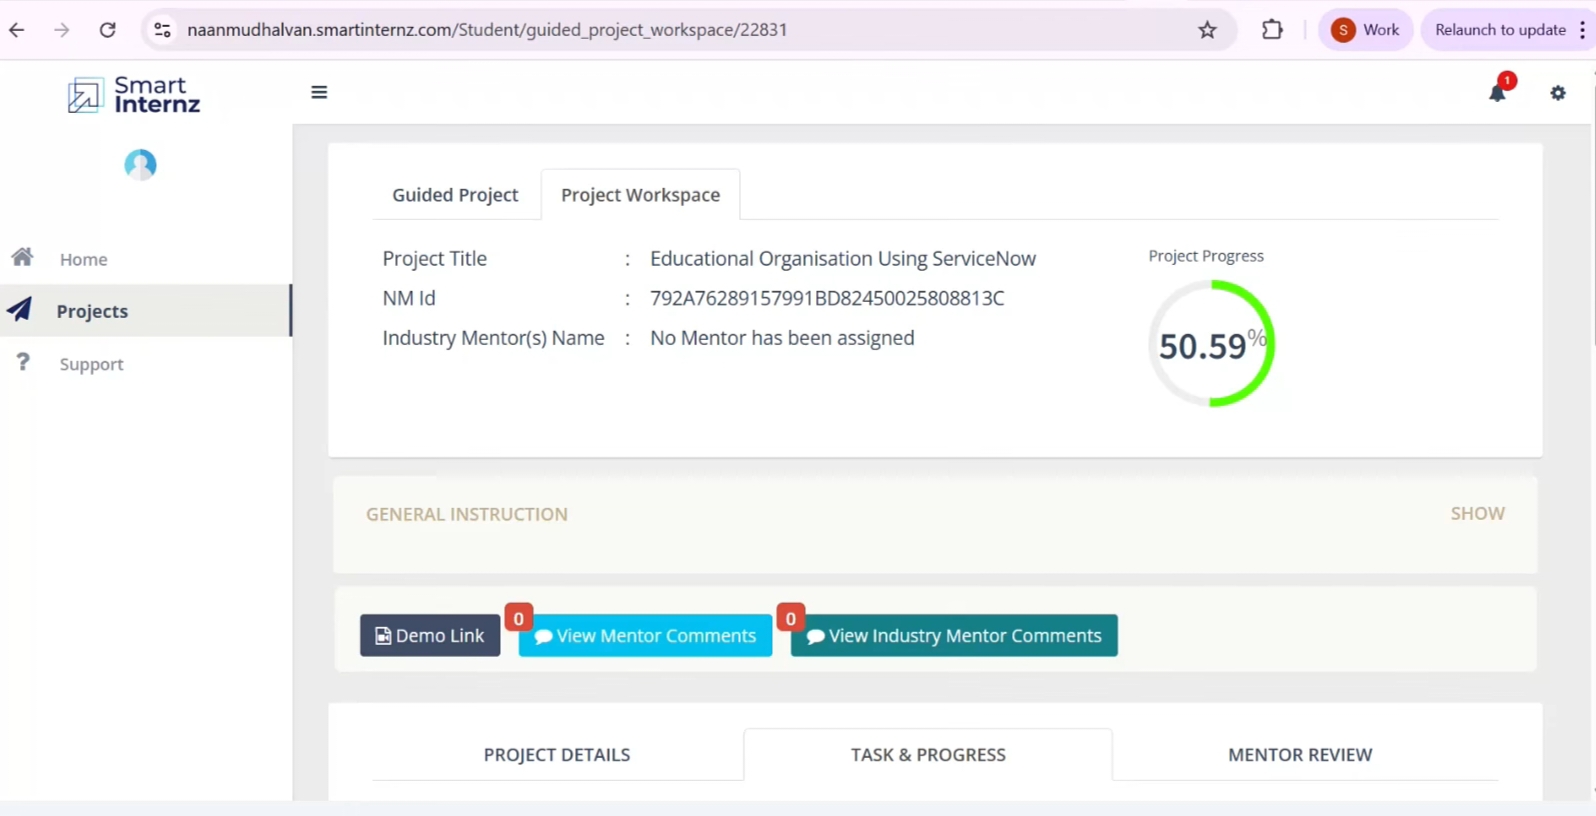 naanmudhalvan.smartinternz.com/Student/guided_project_workspace/22831
S Work
Relaunch to update
Smart
Internz
1
Home
Projects
? Support
Guided Project
Project Workspace
Project Title : Educational Organisation Using ServiceNow
NM Id : 792A76289157991BD82450025808813C
Industry Mentor(s) Name : No Mentor has been assigned
Project Progress
50.59%
GENERAL INSTRUCTION
SHOW
Demo Link
0
View Mentor Comments
0
View Industry Mentor Comments
PROJECT DETAILS
TASK & PROGRESS
MENTOR REVIEW